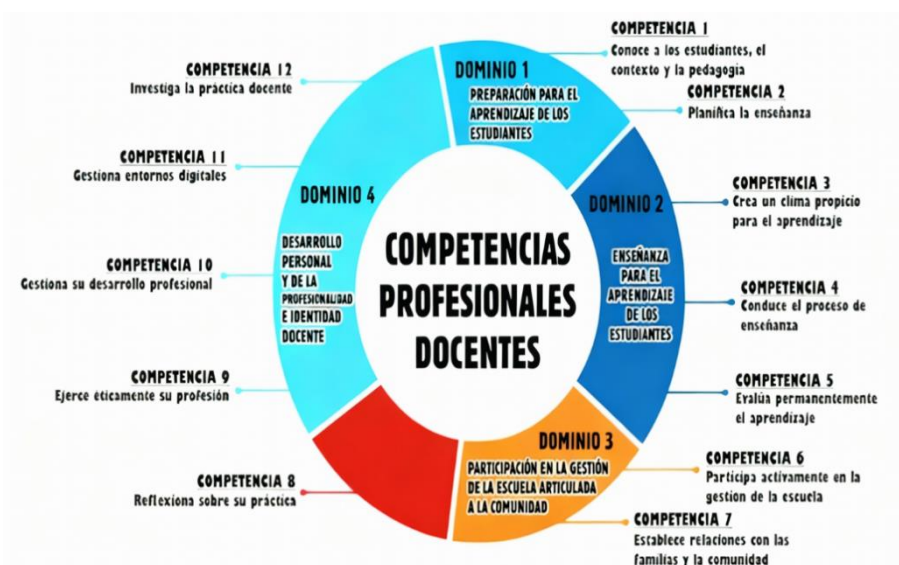 COMPETENCIAS
PROFESIONALES
DOCENTES
DOMINIO 1
PREPARACIÓN PARA EL
APRENDIZAJE DE LOS
ESTUDIANTES
COMPETENCIA 1
Conoce a los estudiantes, el
contexto y la pedagogía
COMPETENCIA 2
Planifica la enseñanza
DOMINIO 2
ENSEÑANZA
PARA EL
APRENDIZAJE
DE LOS
ESTUDIANTES
COMPETENCIA 3
Crea un clima propicio
para el aprendizaje
COMPETENCIA 4
Conduce el proceso de
enseñanza
COMPETENCIA 5
Evalúa permanentemente
el aprendizaje
DOMINIO 3
PARTICIPACIÓN EN LA GESTIÓN
DE LA ESCUELA ARTICULADA
A LA COMUNIDAD
COMPETENCIA 6
Participa activamente en la
gestión de la escuela
COMPETENCIA 7
Establece relaciones con las
familias y la comunidad
COMPETENCIA 8
Reflexiona sobre su práctica
DOMINIO 4
DESARROLLO
PERSONAL
Y DE LA
PROFESIONALIDAD
E IDENTIDAD
DOCENTE
COMPETENCIA 9
Ejerce éticamente su profesión
COMPETENCIA 10
Gestiona su desarrollo profesional
COMPETENCIA 11
Gestiona entornos digitales
COMPETENCIA 12
Investiga la práctica docente